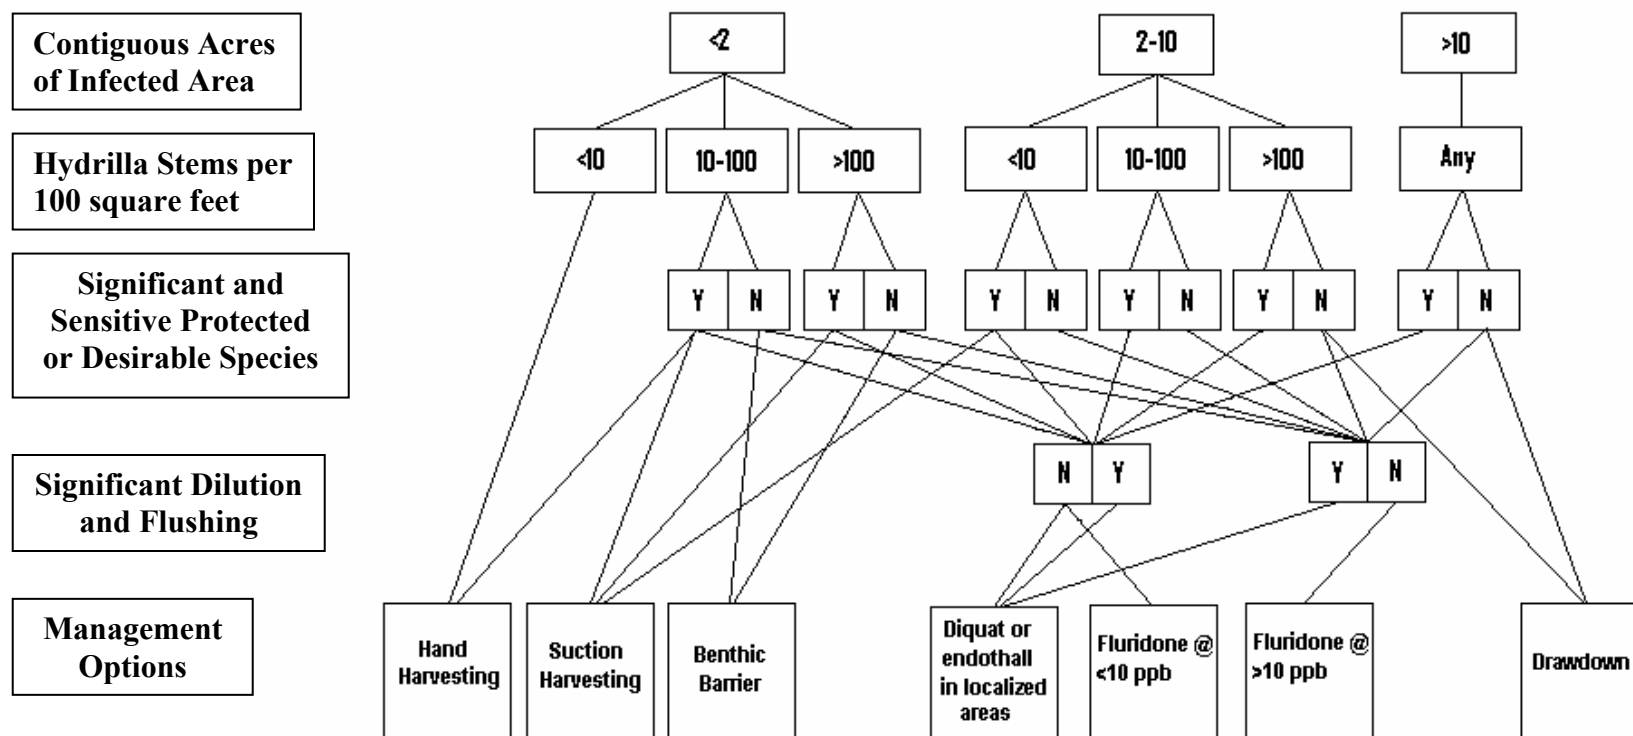 Contiguous Acres
of Infected Area
<2
2-10
>10
Hydrilla Stems per
100 square feet
<10
10-100
>100
<10
10-100
>100
Any
Significant and
Sensitive Protected
or Desirable Species
Y N
Y N
Y N
Y N
Y N
Y N
Significant Dilution
and Flushing
N Y
Y N
Management
Options
Hand
Harvesting
Suction
Harvesting
Benthic
Barrier
Diquat or
endothall
in localized
areas
Fluridone @
<10 ppb
Fluridone @
>10 ppb
Drawdown